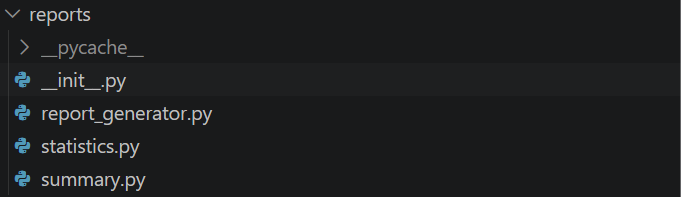 reports
__pycache__
__init__.py
report_generator.py
statistics.py
summary.py